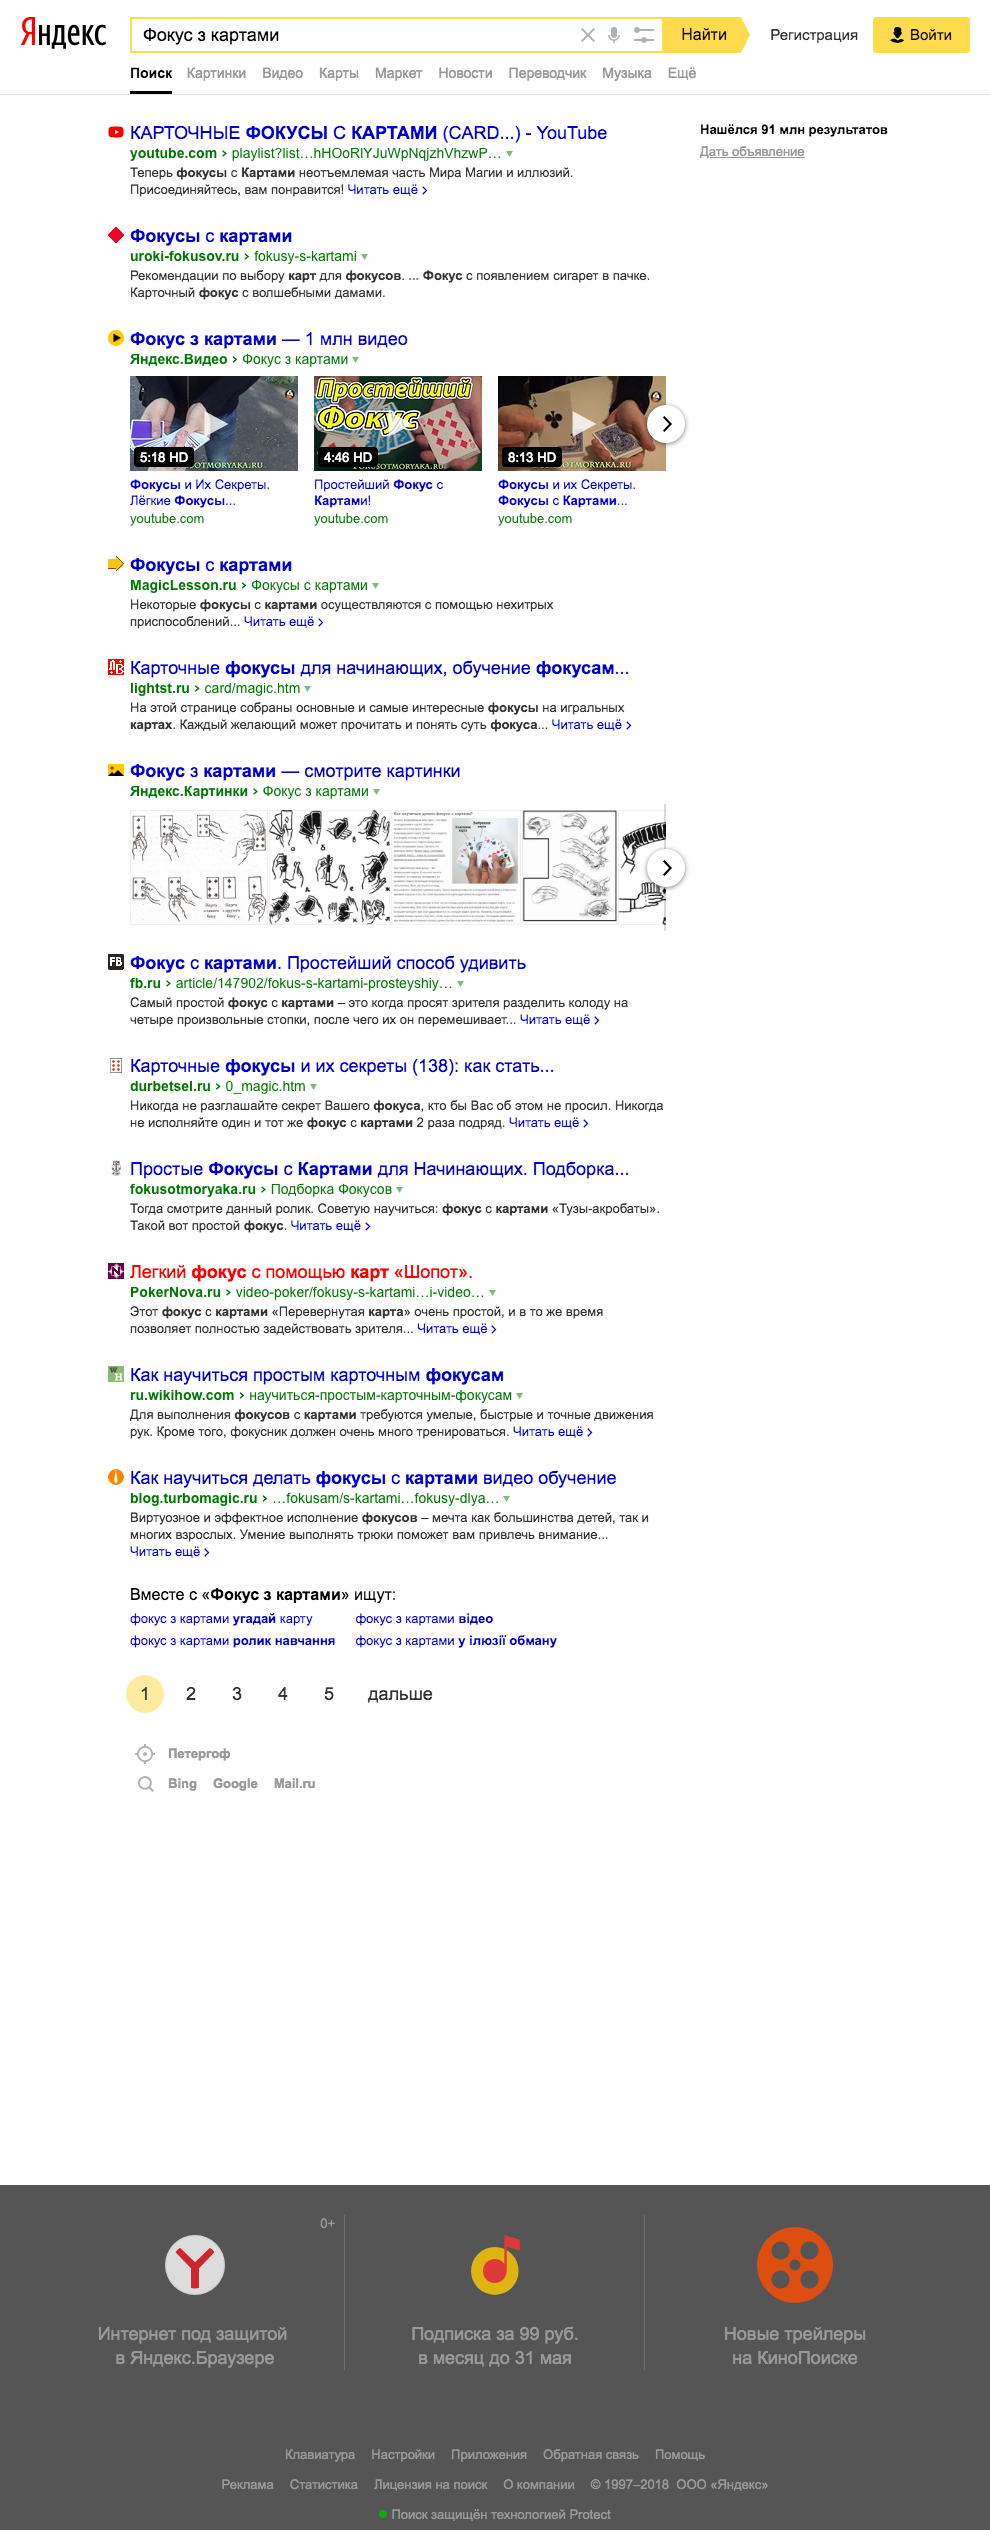 Яндекс
Фокус з картами
Найти
Регистрация
Войти
Поиск Картинки Видео Карты Маркет Новости Переводчик Музыка Ещё
Нашёлся 91 млн результатов
Дать объявление
КАРТОЧНЫЕ ФОКУСЫ С КАРТАМИ (CARD...) - YouTube
youtube.com › playlist?list…hHOoRlYJuWpNqjzhVhzwP…
Теперь фокусы с Картами неотъемлемая часть Мира Магии и иллюзий.
Присоединяйтесь, вам понравится! Читать ещё ›
Фокусы с картами
uroki-fokusov.ru › fokusy-s-kartami
Рекомендации по выбору карт для фокусов. ... Фокус с появлением сигарет в пачке.
Карточный фокус с волшебными дамами.
Фокус з картами — 1 млн видео
Яндекс.Видео › Фокус з картами
Простейший
Фокус
5:18 HD
4:46 HD
8:13 HD
Фокусы и Их Секреты.
Лёгкие Фокусы...
youtube.com
Простейший Фокус с
Картами!
youtube.com
Фокусы и их Секреты.
Фокусы с Картами...
youtube.com
Фокусы с картами
MagicLesson.ru › Фокусы с картами
Некоторые фокусы с картами осуществляются с помощью нехитрых
приспособлений... Читать ещё ›
Карточные фокусы для начинающих, обучение фокусам...
lightst.ru › card/magic.htm
На этой странице собраны основные и самые интересные фокусы на игральных
картах. Каждый желающий может прочитать и понять суть фокуса... Читать ещё ›
Фокус з картами — смотрите картинки
Яндекс.Картинки › Фокус з картами
FB
Фокус с картами. Простейший способ удивить
fb.ru › article/147902/fokus-s-kartami-prosteyshiy…
Самый простой фокус с картами – это когда просят зрителя разделить колоду на
четыре произвольные стопки, после чего их он перемешивает... Читать ещё ›
Карточные фокусы и их секреты (138): как стать...
durbetsel.ru › 0_magic.htm
Никогда не разглашайте секрет Вашего фокуса, кто бы Вас об этом не просил. Никогда
не исполняйте один и тот же фокус с картами 2 раза подряд. Читать ещё ›
Простые Фокусы с Картами для Начинающих. Подборка...
fokusotmoryaka.ru › Подборка Фокусов
Тогда смотрите данный ролик. Советую научиться: фокус с картами «Тузы-акробаты».
Такой вот простой фокус. Читать ещё ›
Легкий фокус с помощью карт «Шопот».
PokerNova.ru › video-poker/fokusy-s-kartami…i-video…
Этот фокус с картами «Перевернутая карта» очень простой, и в то же время
позволяет полностью задействовать зрителя... Читать ещё ›
Как научиться простым карточным фокусам
ru.wikihow.com › научиться-простым-карточным-фокусам
Для выполнения фокусов с картами требуются умелые, быстрые и точные движения
рук. Кроме того, фокусник должен очень много тренироваться. Читать ещё ›
Как научиться делать фокусы с картами видео обучение
blog.turbomagic.ru › …fokusam/s-kartami…fokusy-dlya…
Виртуозное и эффектное исполнение фокусов – мечта как большинства детей, так и
многих взрослых. Умение выполнять трюки поможет вам привлечь внимание...
Читать ещё ›
Вместе с «Фокус з картами» ищут:
фокус з картами угадай карту
фокус з картами відео
фокус з картами ролик навчання
фокус з картами у ілюзії обману
1 2 3 4 5 дальше
Петергоф
Bing Google Mail.ru
0+
Интернет под защитой
в Яндекс.Браузере
Подписка за 99 руб.
в месяц до 31 мая
Новые трейлеры
на КиноПоиске
Клавиатура Настройки Приложения Обратная связь Помощь
Реклама Статистика Лицензия на поиск О компании © 1997–2018 ООО «Яндекс»
Поиск защищён технологией Protect